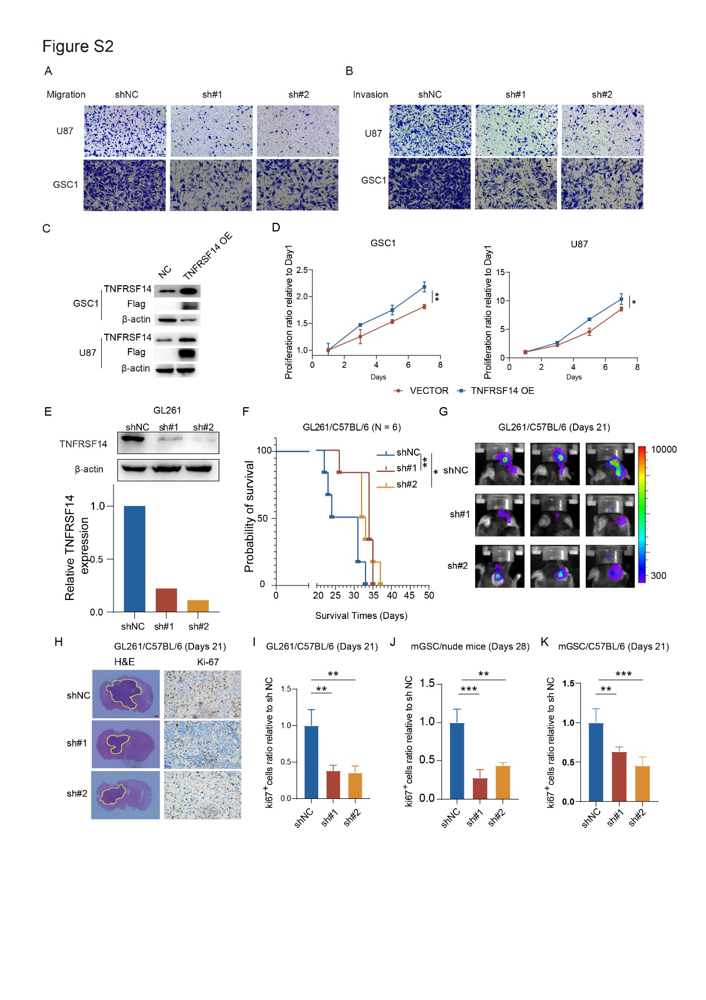 Figure S2
A
Migration shNC sh#1 sh#2
U87
GSC1
B
Invasion shNC sh#1 sh#2
U87
GSC1
C
NC TNFRSF14 OE
GSC1
TNFRSF14
Flag
β-actin
U87
TNFRSF14
Flag
β-actin
D
GSC1
Proliferation ratio relative to Day1
2.5
2.0
1.5
1.0
0 2 4 6 8
Days
**
U87
Proliferation ratio relative to Day1
15
10
5
0
0 2 4 6 8
Days
*
VECTOR TNFRSF14 OE
E
GL261
shNC sh#1 sh#2
TNFRSF14
β-actin
Relative TNFRSF14
expression
1.0
0.5
0.0
shNC sh#1 sh#2
F
GL261/C57BL/6 (N = 6)
Probability of survival
100
50
0
0 20 25 30 35 40 45 50
Survival Times (Days)
shNC
sh#1
sh#2
**
*
G
GL261/C57BL/6 (Days 21)
shNC
sh#1
sh#2
10000
300
H
GL261/C57BL/6 (Days 21)
H&E Ki-67
shNC
sh#1
sh#2
I
GL261/C57BL/6 (Days 21)
ki67+cells ratio relative to sh NC
1.5
1.0
0.5
0.0
**
**
shNC sh#1 sh#2
J
mGSC/nude mice (Days 28)
ki67+cells ratio relative to sh NC
1.5
1.0
0.5
0.0
**
***
shNC sh#1 sh#2
K
mGSC/C57BL/6 (Days 21)
ki67+cells ratio relative to sh NC
1.5
1.0
0.5
0.0
***
**
shNC sh#1 sh#2